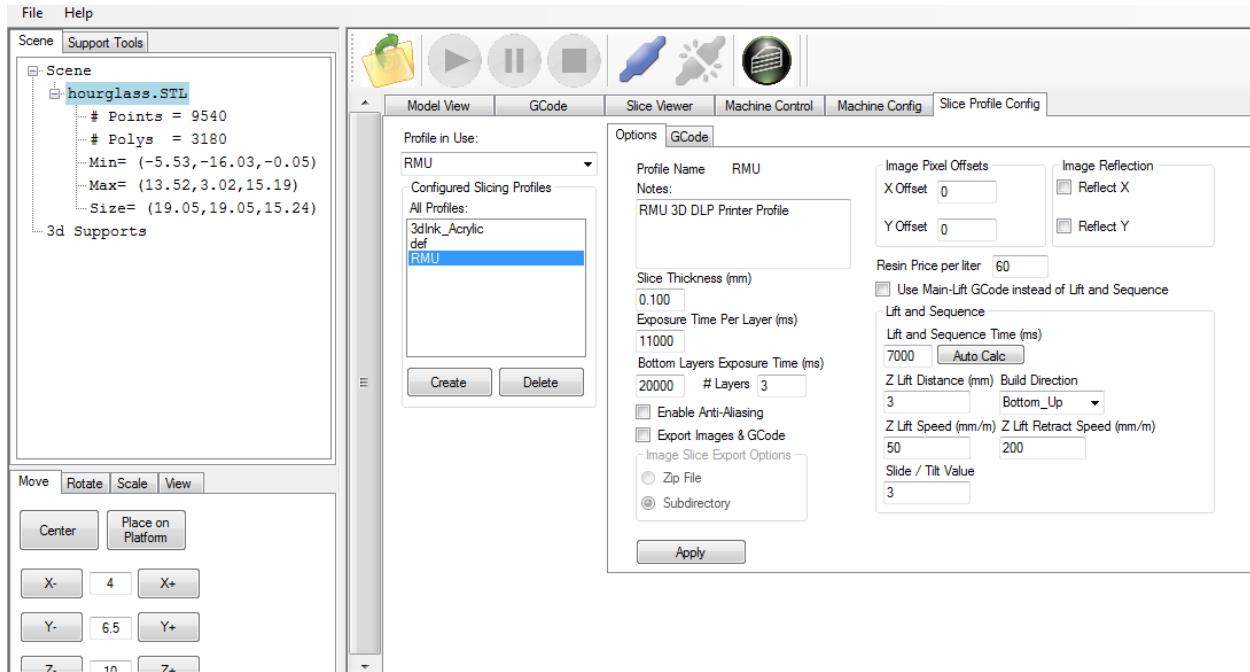 File Help
Scene Support Tools
Scene
hourglass.STL
# Points = 9540
# Polys = 3180
Min= (-5.53,-16.03,-0.05)
Max= (13.52,3.02,15.19)
Size= (19.05,19.05,15.24)
3d Supports
Move Rotate Scale View
Center Place on Platform
X- 4 X+
Y- 6.5 Y+
Z- 10 Z+
Model View GCode Slice Viewer Machine Control Machine Config Slice Profile Config
Profile in Use:
RMU
Configured Slicing Profiles
All Profiles:
3dInk_Acrylic
def
RMU
Create Delete
Options GCode
Profile Name RMU
Notes:
RMU 3D DLP Printer Profile
Slice Thickness (mm)
0.100
Exposure Time Per Layer (ms)
11000
Bottom Layers Exposure Time (ms)
20000 # Layers 3
Enable Anti-Aliasing
Export Images & GCode
Image Slice Export Options
Zip File
Subdirectory
Apply
Image Pixel Offsets
X Offset 0
Y Offset 0
Image Reflection
Reflect X
Reflect Y
Resin Price per liter 60
Use Main-Lift GCode instead of Lift and Sequence
Lift and Sequence
Lift and Sequence Time (ms)
7000 Auto Calc
Z Lift Distance (mm) Build Direction
3 Bottom_Up
Z Lift Speed (mm/m) Z Lift Retract Speed (mm/m)
50 200
Slide / Tilt Value
3